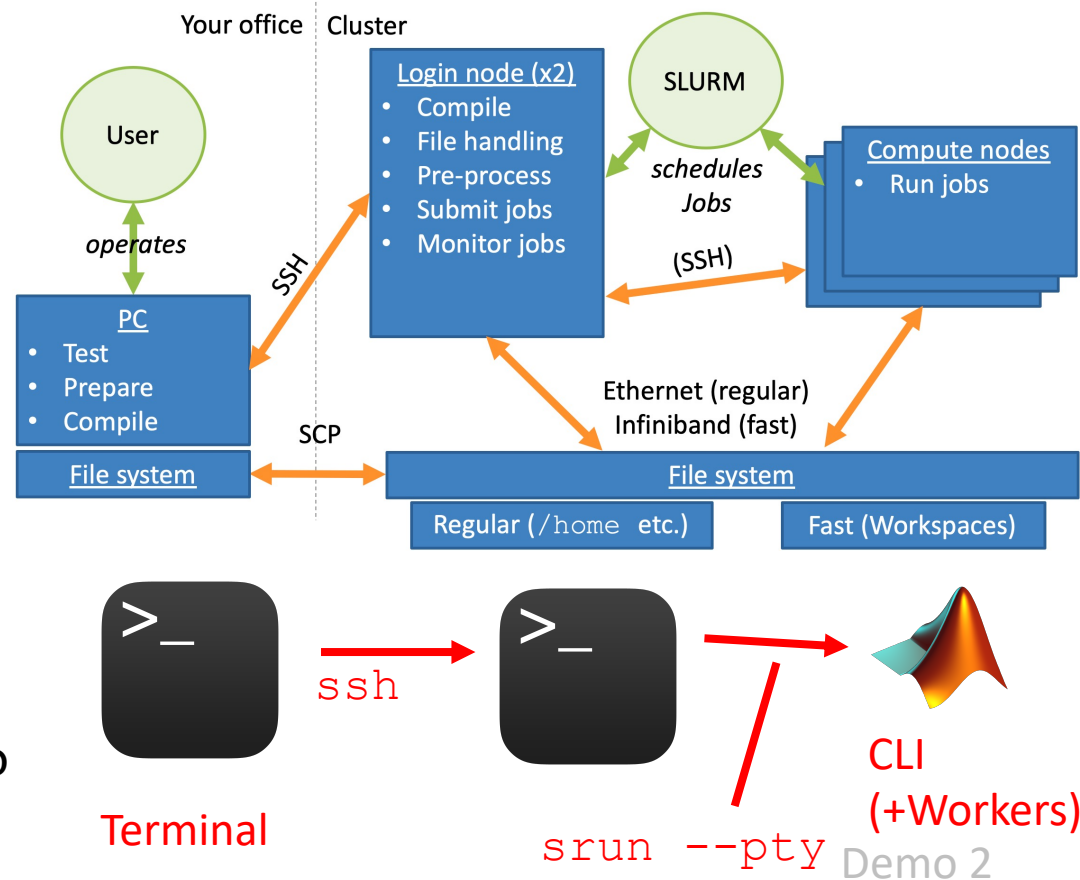 Your office
Cluster
User
operates
PC
• Test
• Prepare
• Compile
File system
SSH
SCP
Login node (x2)
• Compile
• File handling
• Pre-process
• Submit jobs
• Monitor jobs
SLURM
schedules
Jobs
(SSH)
Compute nodes
• Run jobs
Ethernet (regular)
Infiniband (fast)
File system
Regular (/home etc.)
Fast (Workspaces)
>_
ssh
>_
Terminal
srun --pty
CLI
(+Workers)
Demo 2